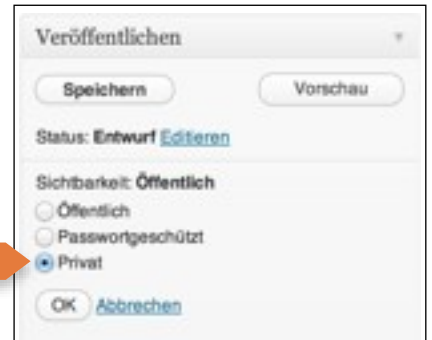 Veröffentlichen
Speichern Vorschau
Status: Entwurf Editieren
Sichtbarkeit: Öffentlich
Öffentlich
Passwortgeschützt
Privat
OK Abbrechen